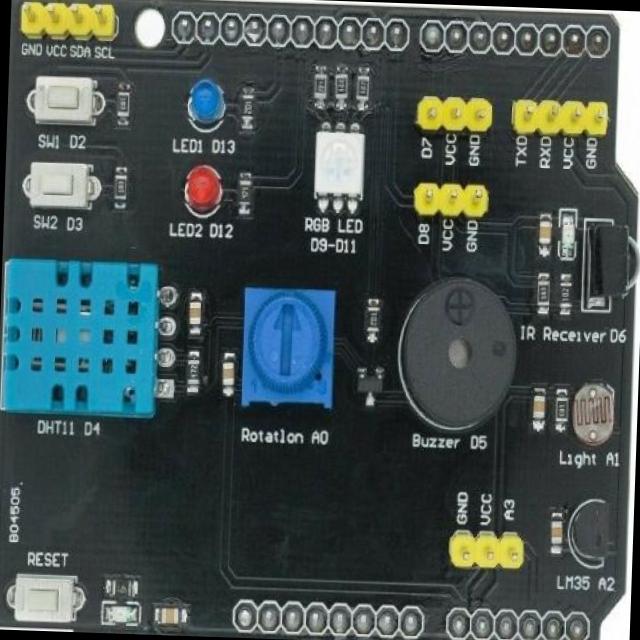 GND VCC SDA SCL
SW1 D2
LED1 D13
D7
VCC
GND
TXD
RXD
VCC
GND
SW2 D3
LED2 D12
RGB LED
D9-D11
D8
VCC
GND
IR Receiver D6
DHT11 D4
Rotation A0
Buzzer D5
Light A1
B04505.
GND
VCC
A3
RESET
LM35 A2